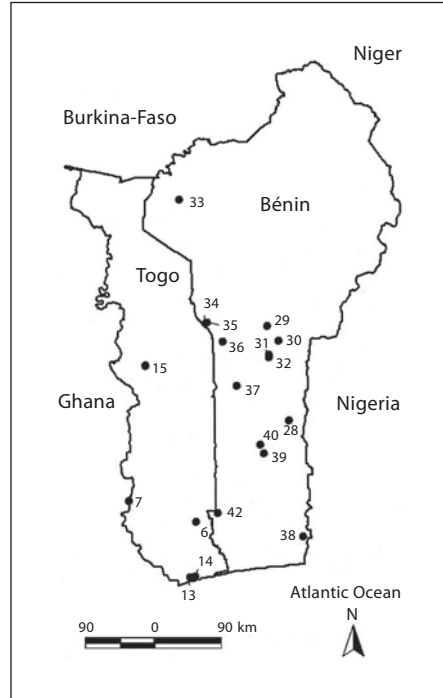 Niger
Burkina-Faso
33
Bénin
Togo
34
35
29
36
31
30
32
15
37
Ghana
Nigeria
28
40
39
7
42
6
38
14
13
Atlantic Ocean
N
90 0 90 km